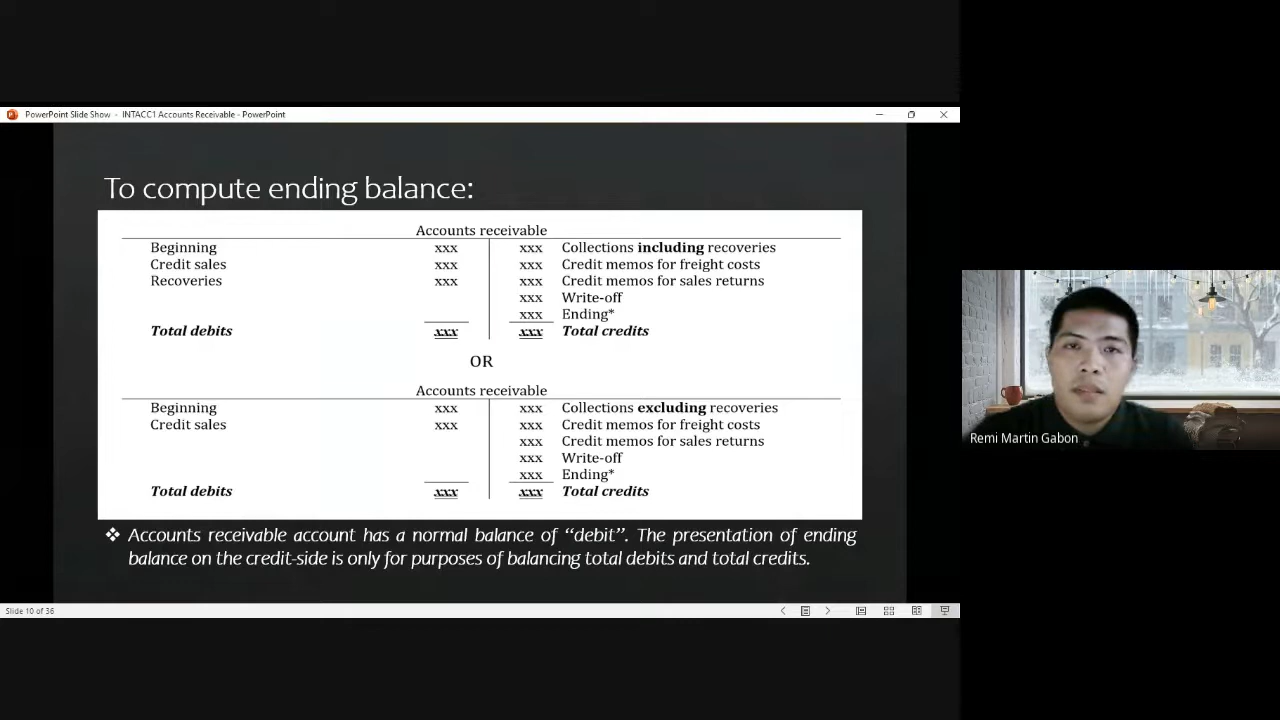 PowerPoint Slide Show - INTACC1 Accounts Receivable - PowerPoint
To compute ending balance:
Accounts receivable
Beginning xxx xxx Collections including recoveries
Credit sales xxx xxx Credit memos for freight costs
Recoveries xxx xxx Credit memos for sales returns
xxx Write-off
xxx Ending*
Total debits xxx xxx Total credits
OR
Accounts receivable
Beginning xxx xxx Collections excluding recoveries
Credit sales xxx xxx Credit memos for freight costs
xxx Credit memos for sales returns
xxx Write-off
xxx Ending*
Total debits xxx xxx Total credits
❖ Accounts receivable account has a normal balance of “debit”. The presentation of ending
balance on the credit-side is only for purposes of balancing total debits and total credits.
Slide 10 of 36
Remi Martin Gabon